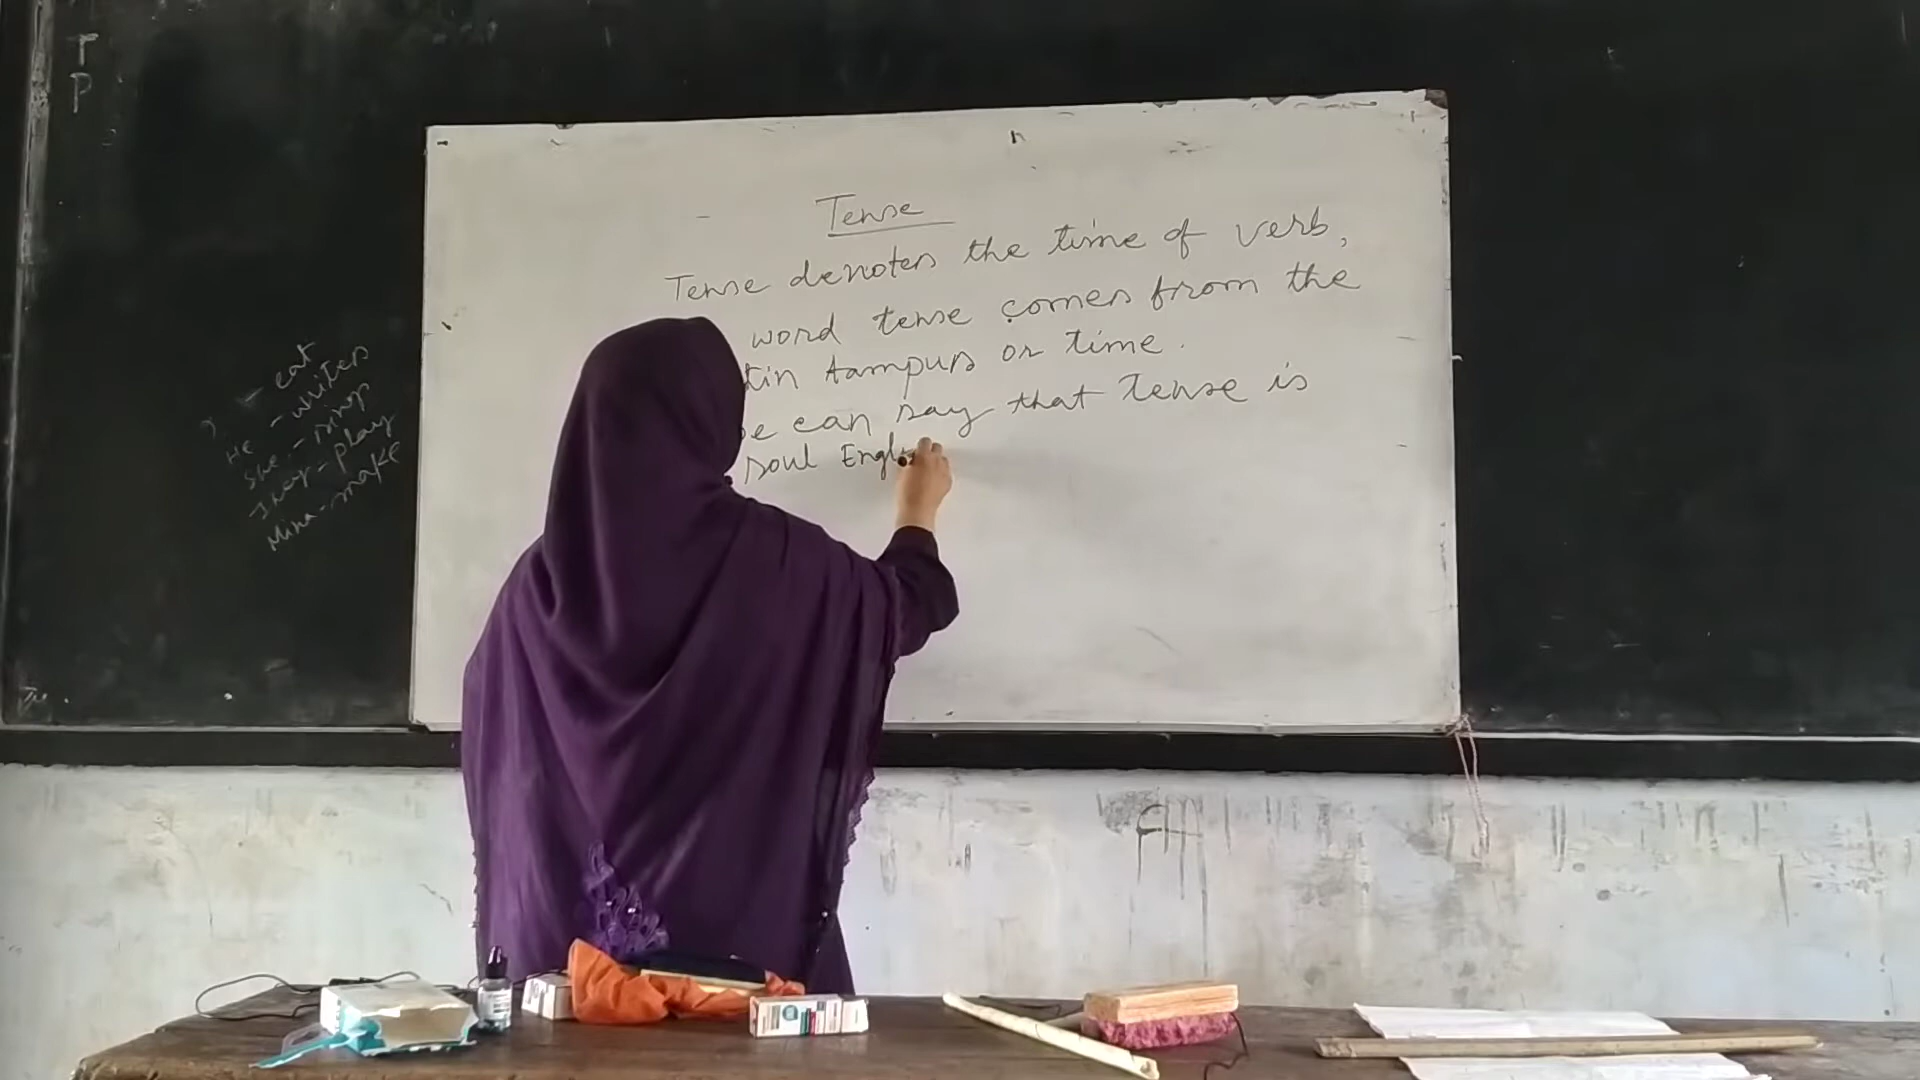 T
P
Tense
Tense denotes the time of verb,
word tense comes from the
tin tampus or time.
e can say that tense is
soul Engl
I - eat
He - writes
She - sings
They - play
Mina - make